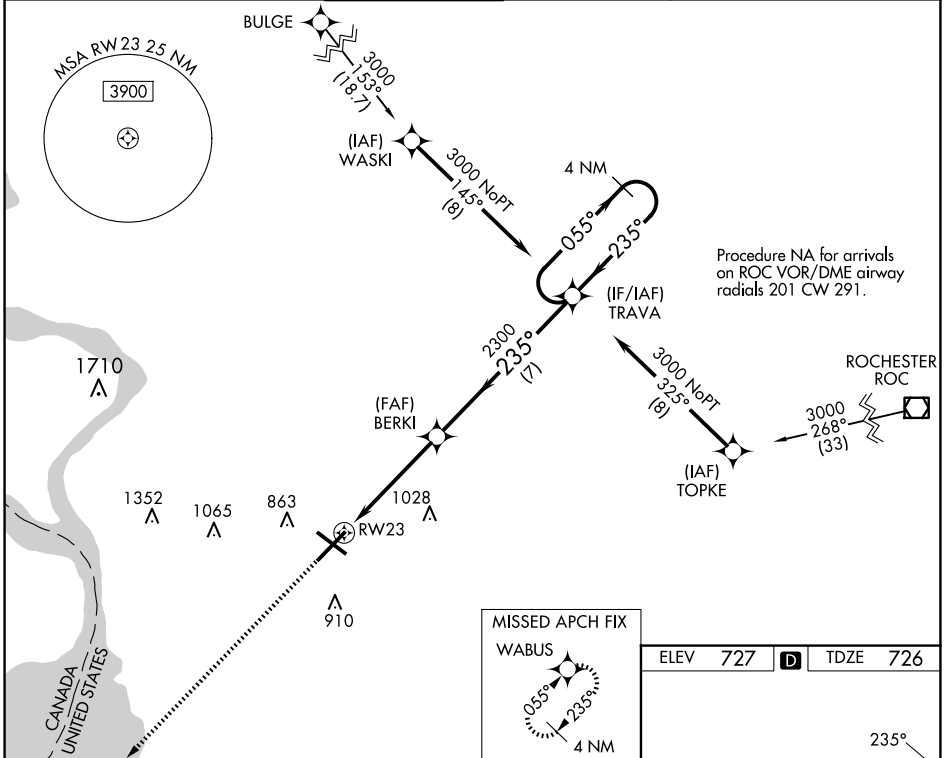 BULGE
MSA RW23 25 NM
3900
3000
153°
(18.7)
(IAF)
WASKI
3000 NoPT
145°
(8)
4 NM
055°
235°
Procedure NA for arrivals
on ROC VOR/DME airway
radials 201 CW 291.
(IF/IAF)
TRAVA
2300
235°
(7)
1710
3000 NoPT
325°
(8)
ROCHESTER
ROC
3000
268°
(33)
(FAF)
BERKI
(IAF)
TOPKE
1352
1065
863
1028
RW23
910
MISSED APCH FIX
WABUS
055°
235°
4 NM
ELEV 727 D TDZE 726
235°
CANADA
UNITED STATES